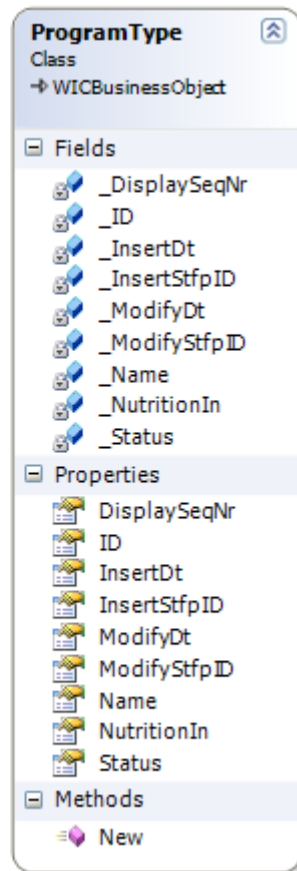 ProgramType
Class
WICBusinessObject
Fields
_DisplaySeqNr
_ID
_InsertDt
_InsertStfpID
_ModifyDt
_ModifyStfpID
_Name
_NutritionIn
_Status
Properties
DisplaySeqNr
ID
InsertDt
InsertStfpID
ModifyDt
ModifyStfpID
Name
NutritionIn
Status
Methods
New